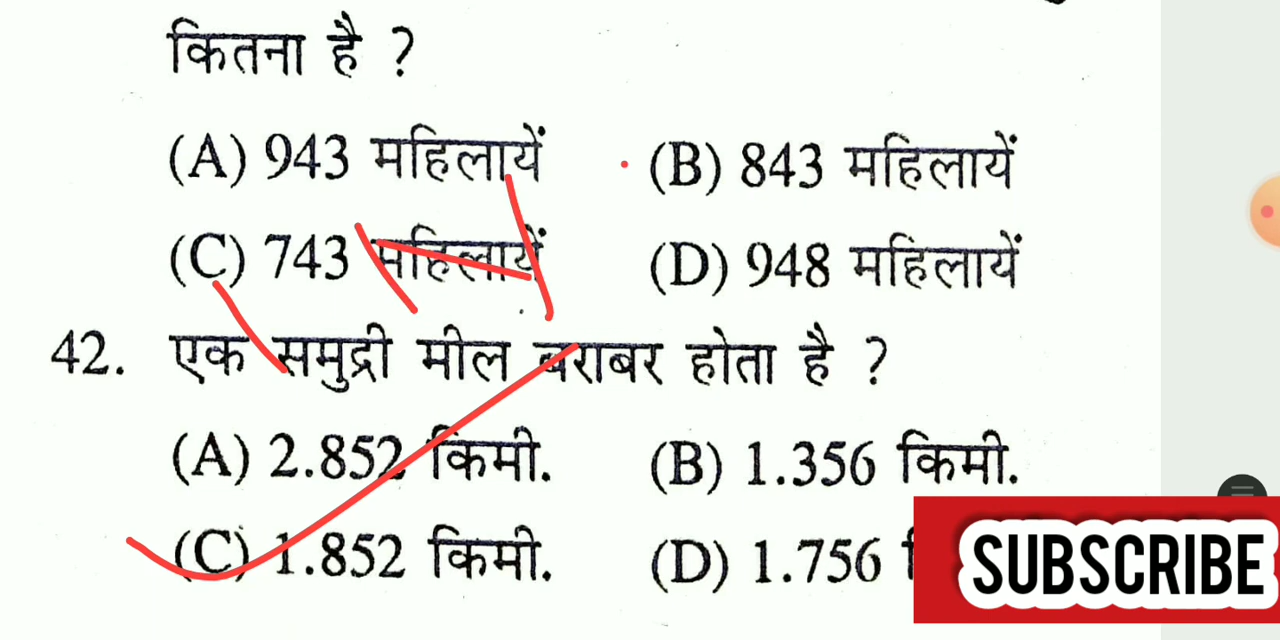 कितना है ?
(A) 943 महिलायें (B) 843 महिलायें
(C) 743 महिलायें (D) 948 महिलायें
42. एक समुद्री मील बराबर होता है ?
(A) 2.852 किमी. (B) 1.356 किमी.
(C) 1.852 किमी. (D) 1.756
SUBSCRIBE